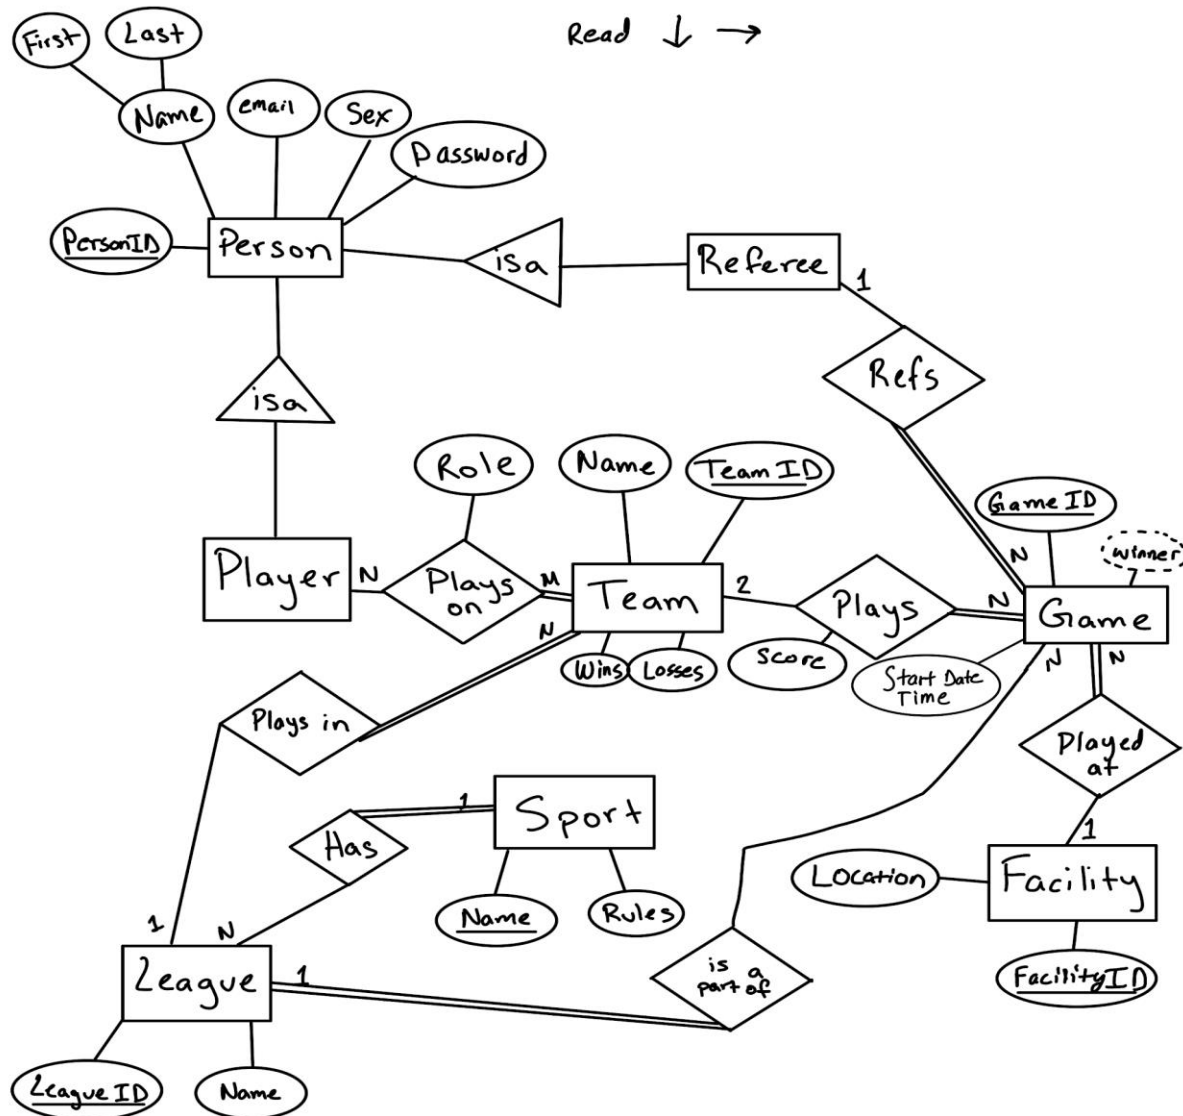 Read ↓ →
First
Last
Name
email
Sex
Password
PersonID
Person
isa
Referee
1
Refs
isa
Role
Name
Team ID
Game ID
winner
N
Player
N
Plays
on
M
Team
2
Plays
N
Game
N
Wins
Losses
Score
Start Date
Time
N
N
Plays in
Played
at
1
Sport
Has
1
Location
Facility
Name
Rules
1
N
League
1
is a
part of
Facility ID
League ID
Name